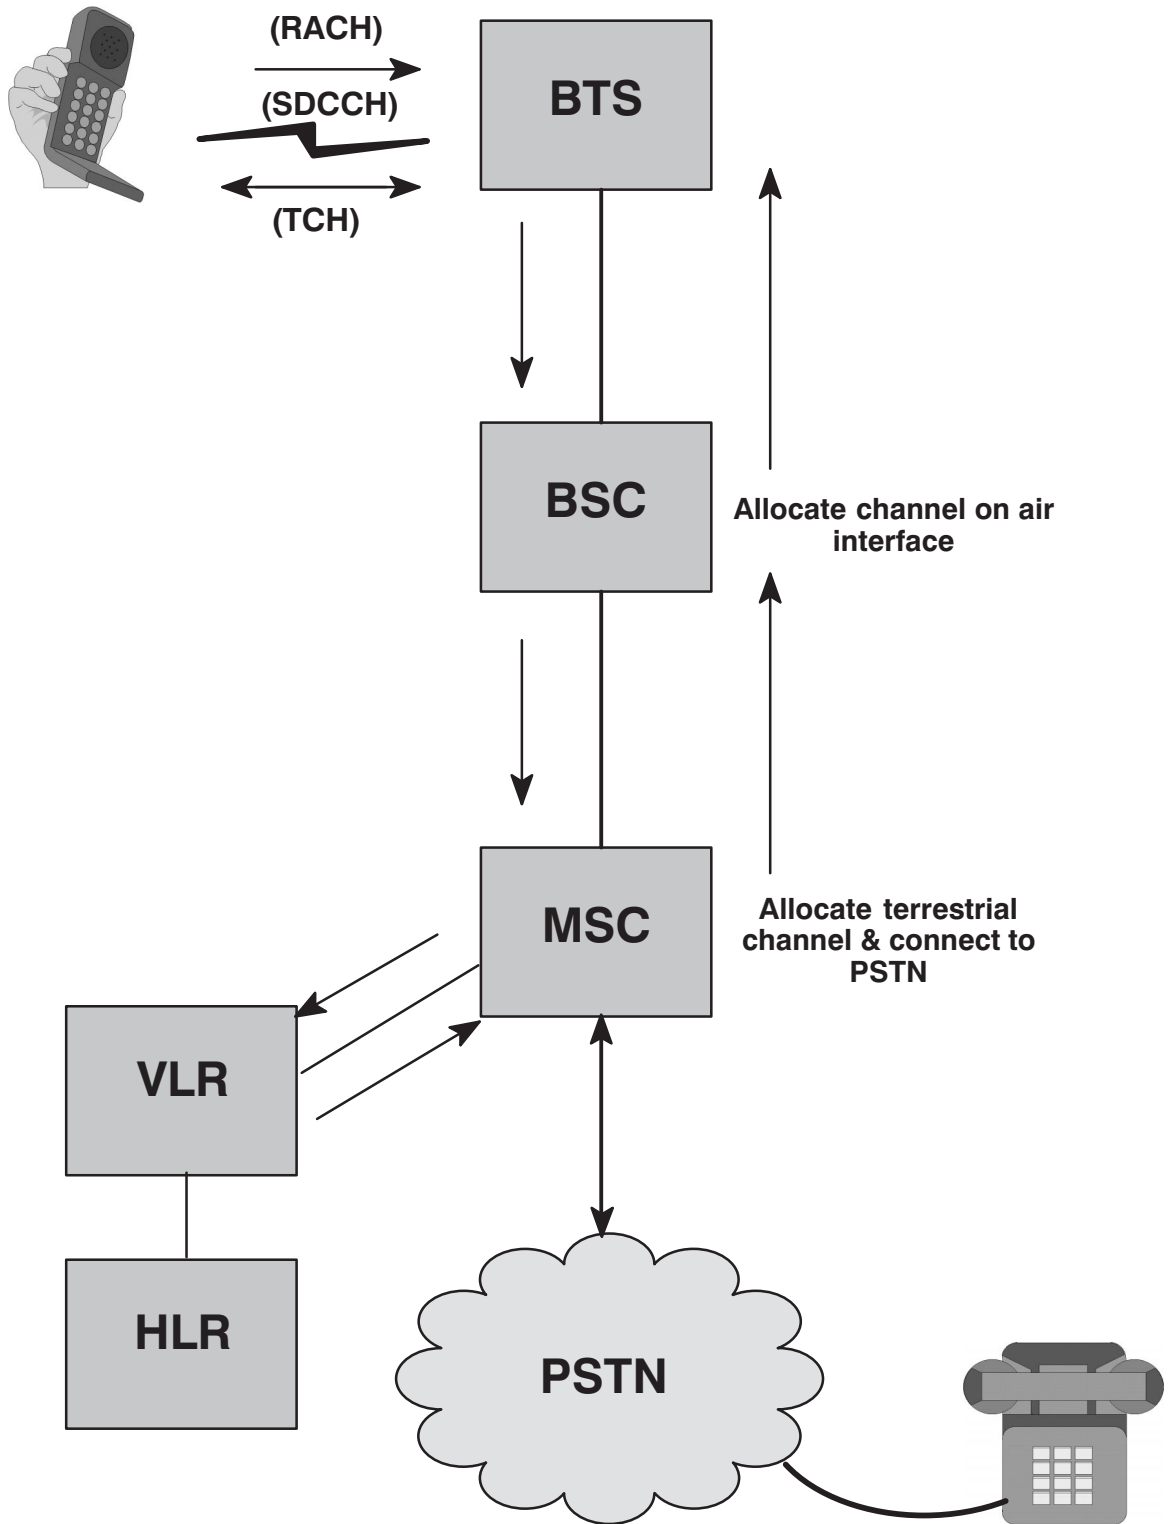 (RACH)
(SDCCH)
(TCH)
BTS
BSC
Allocate channel on air
interface
MSC
Allocate terrestrial
channel & connect to
PSTN
VLR
HLR
PSTN